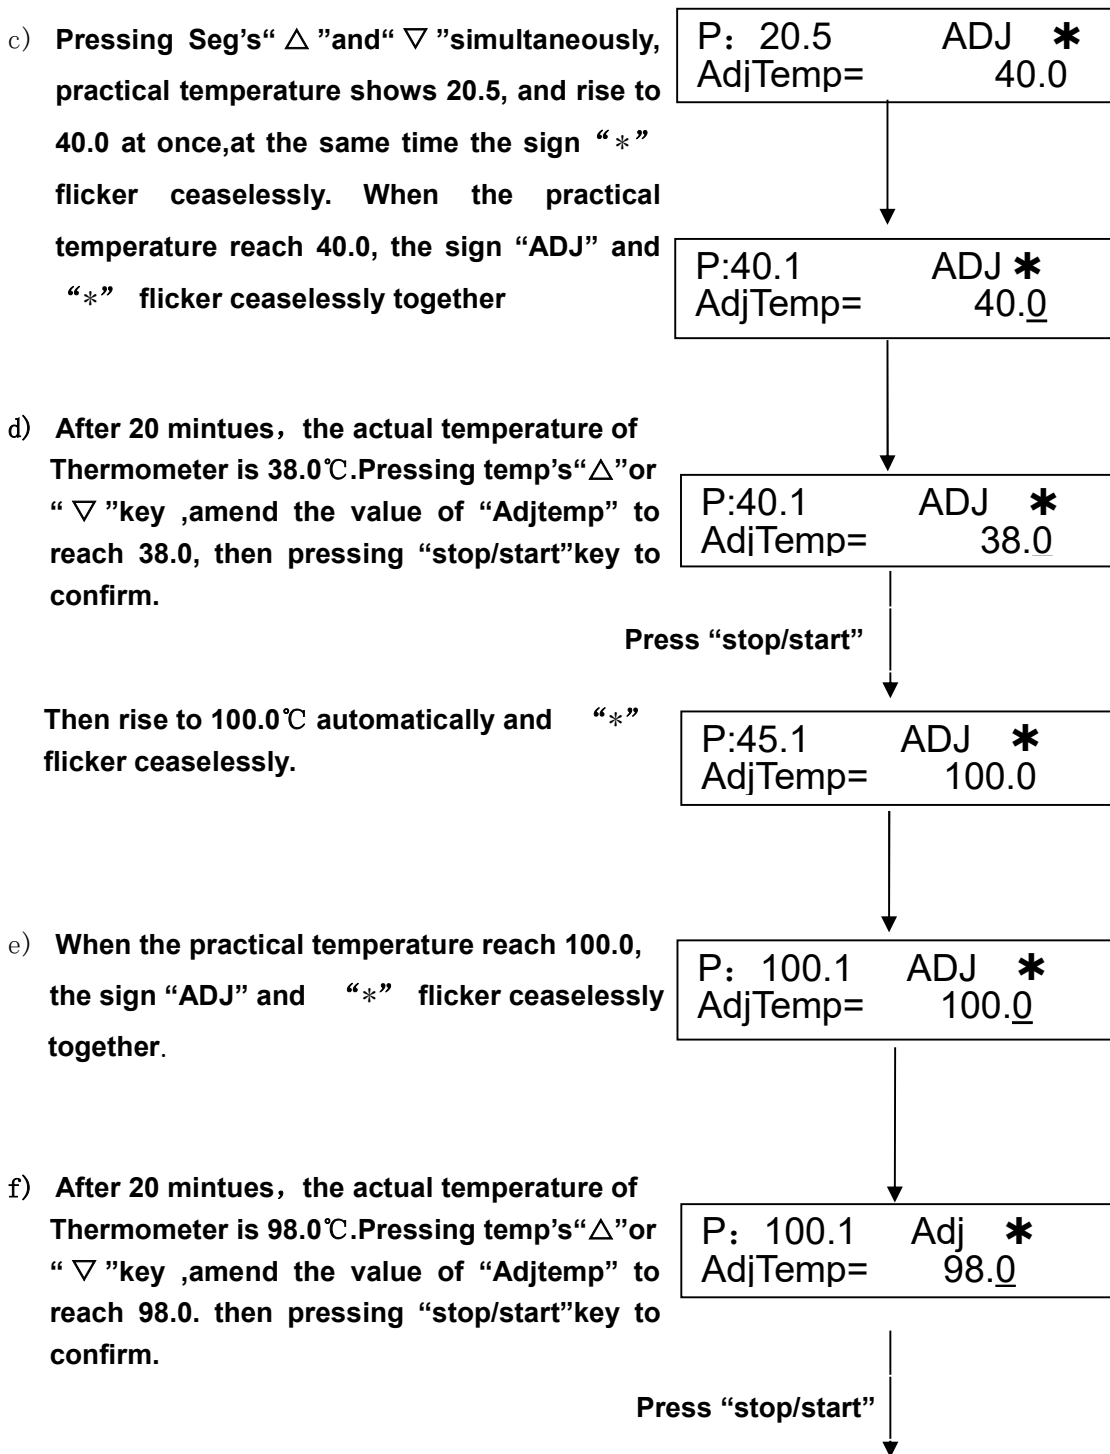 c) Pressing Seg's“ △ ”and“ ▽ ”simultaneously,
practical temperature shows 20.5, and rise to
40.0 at once,at the same time the sign “*”
flicker ceaselessly. When the practical
temperature reach 40.0, the sign “ADJ” and
“*” flicker ceaselessly together
P：20.5 ADJ *
AdjTemp= 40.0
P:40.1 ADJ *
AdjTemp= 40.0
d) After 20 mintues，the actual temperature of
Thermometer is 38.0℃.Pressing temp's“△”or
“ ▽ ”key ,amend the value of “Adjtemp” to
reach 38.0, then pressing “stop/start”key to
confirm.
P:40.1 ADJ *
AdjTemp= 38.0
Press “stop/start”
Then rise to 100.0℃ automatically and “*”
flicker ceaselessly.
P:45.1 ADJ *
AdjTemp= 100.0
e) When the practical temperature reach 100.0,
the sign “ADJ” and “*” flicker ceaselessly
together.
P：100.1 ADJ *
AdjTemp= 100.0
f) After 20 mintues，the actual temperature of
Thermometer is 98.0℃.Pressing temp's“△”or
“ ▽ ”key ,amend the value of “Adjtemp” to
reach 98.0. then pressing “stop/start”key to
confirm.
P：100.1 Adj *
AdjTemp= 98.0
Press “stop/start”